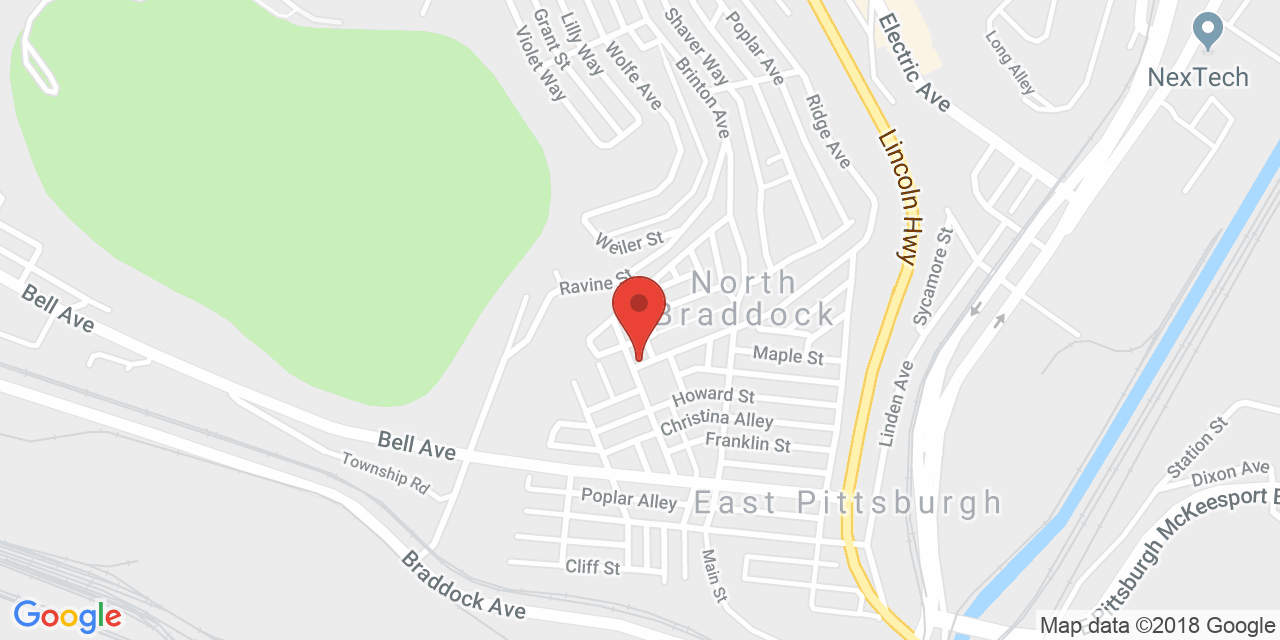 Grant St
Lilly Way
Violet Way
Wolfe Ave
Shaver Way
Brinton Ave
Poplar Ave
Ridge Ave
Electric Ave
Long Alley
NexTech
Lincoln Hwy
Weiler St
Ravine St
Sycamore St
North
Braddock
Bell Ave
Maple St
Howard St
Christina Alley
Franklin St
Linden Ave
Bell Ave
Township Rd
Station St
Dixon Ave
Poplar Alley
East Pittsburgh
E Pittsburgh McKeesport B
Cliff St
Main St
Braddock Ave
Google
Map data ©2018 Google